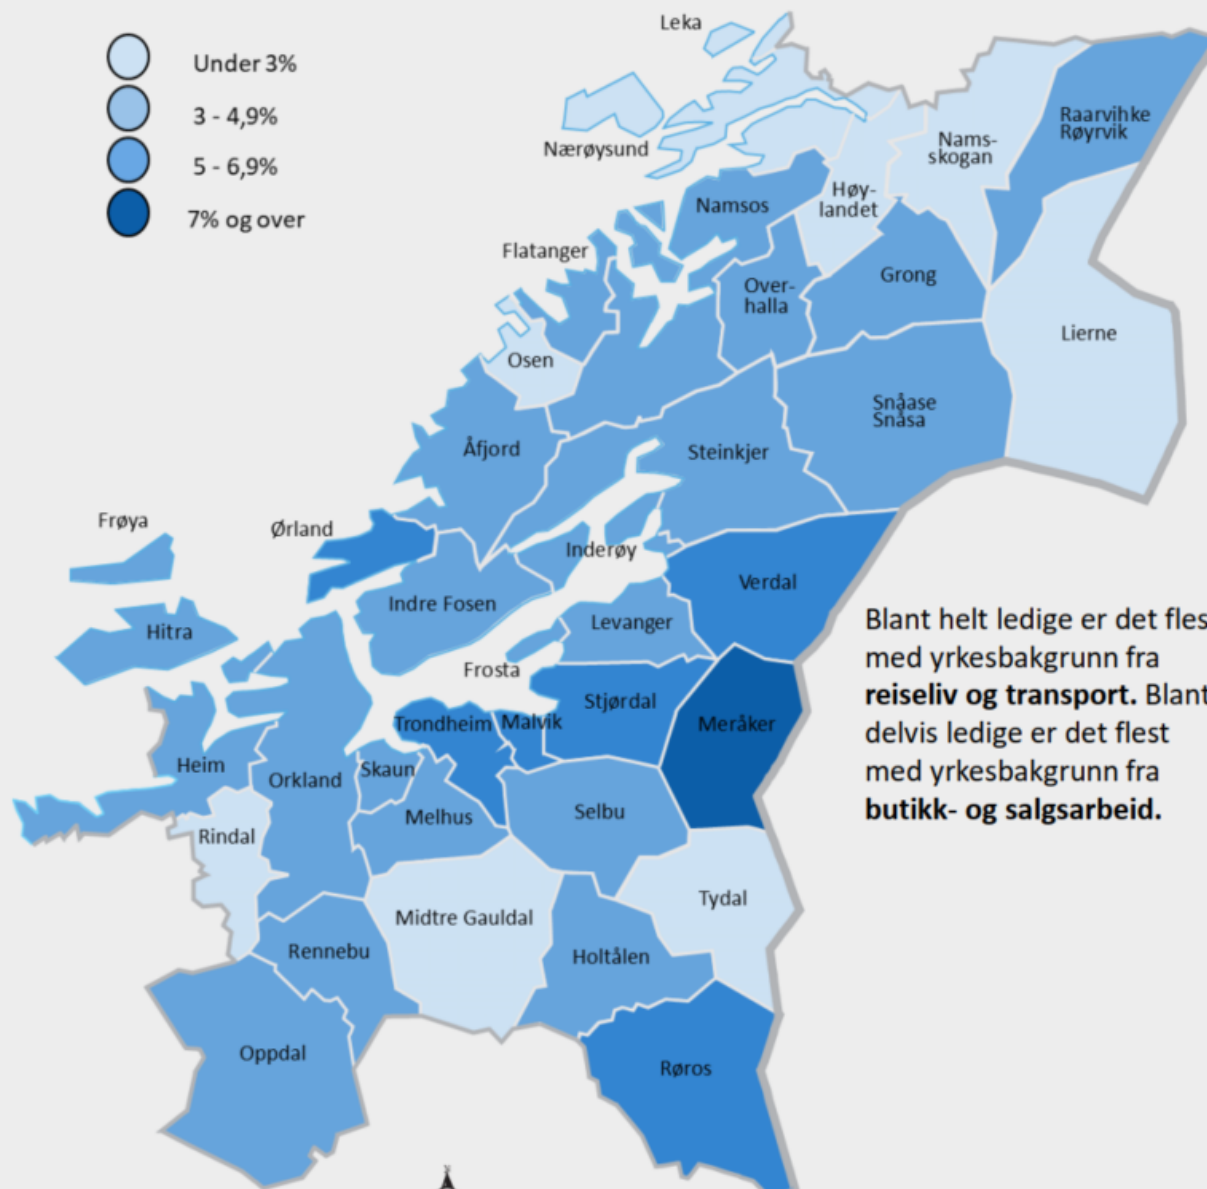 Under 3%
3 - 4,9%
5 - 6,9%
7% og over
Leka
Nærøysund
Raarvihke
Røyrvik
Nams-
skogan
Høy-
landet
Namsos
Flatanger
Grong
Over-
halla
Lierne
Osen
Snåase
Snåsa
Åfjord
Steinkjer
Frøya
Ørland
Inderøy
Verdal
Indre Fosen
Hitra
Levanger
Frosta
Stjørdal
Trondheim
Malvik
Meråker
Heim
Orkland
Skaun
Melhus
Selbu
Rindal
Tydal
Midtre Gauldal
Rennebu
Holtålen
Oppdal
Røros
Blant helt ledige er det fles
med yrkesbakgrunn fra
reiseliv og transport. Blant
delvis ledige er det flest
med yrkesbakgrunn fra
butikk- og salgsarbeid.